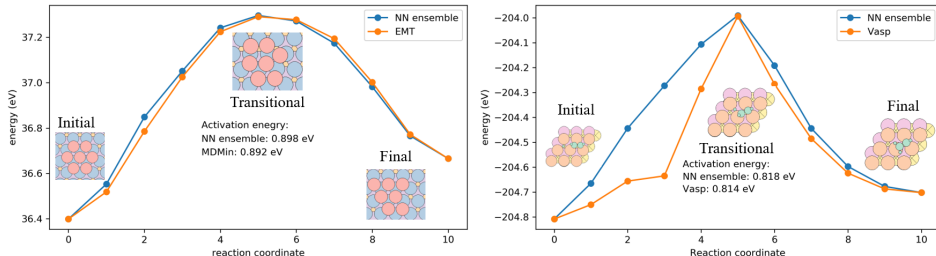 NN ensemble
EMT
37.2
37.0
36.8
36.6
36.4
energy (eV)
0
2
4
6
8
10
reaction coordinate
Initial
Transitional
Final
Activation enegry:
NN ensemble: 0.898 eV
MDMin: 0.892 eV
NN ensemble
Vasp
−204.0
−204.1
−204.2
−204.3
−204.4
−204.5
−204.6
−204.7
−204.8
energy (eV)
0
2
4
6
8
10
Reaction coordinate
Initial
Transitional
Final
Activation energy:
NN ensemble: 0.818 eV
Vasp: 0.814 eV